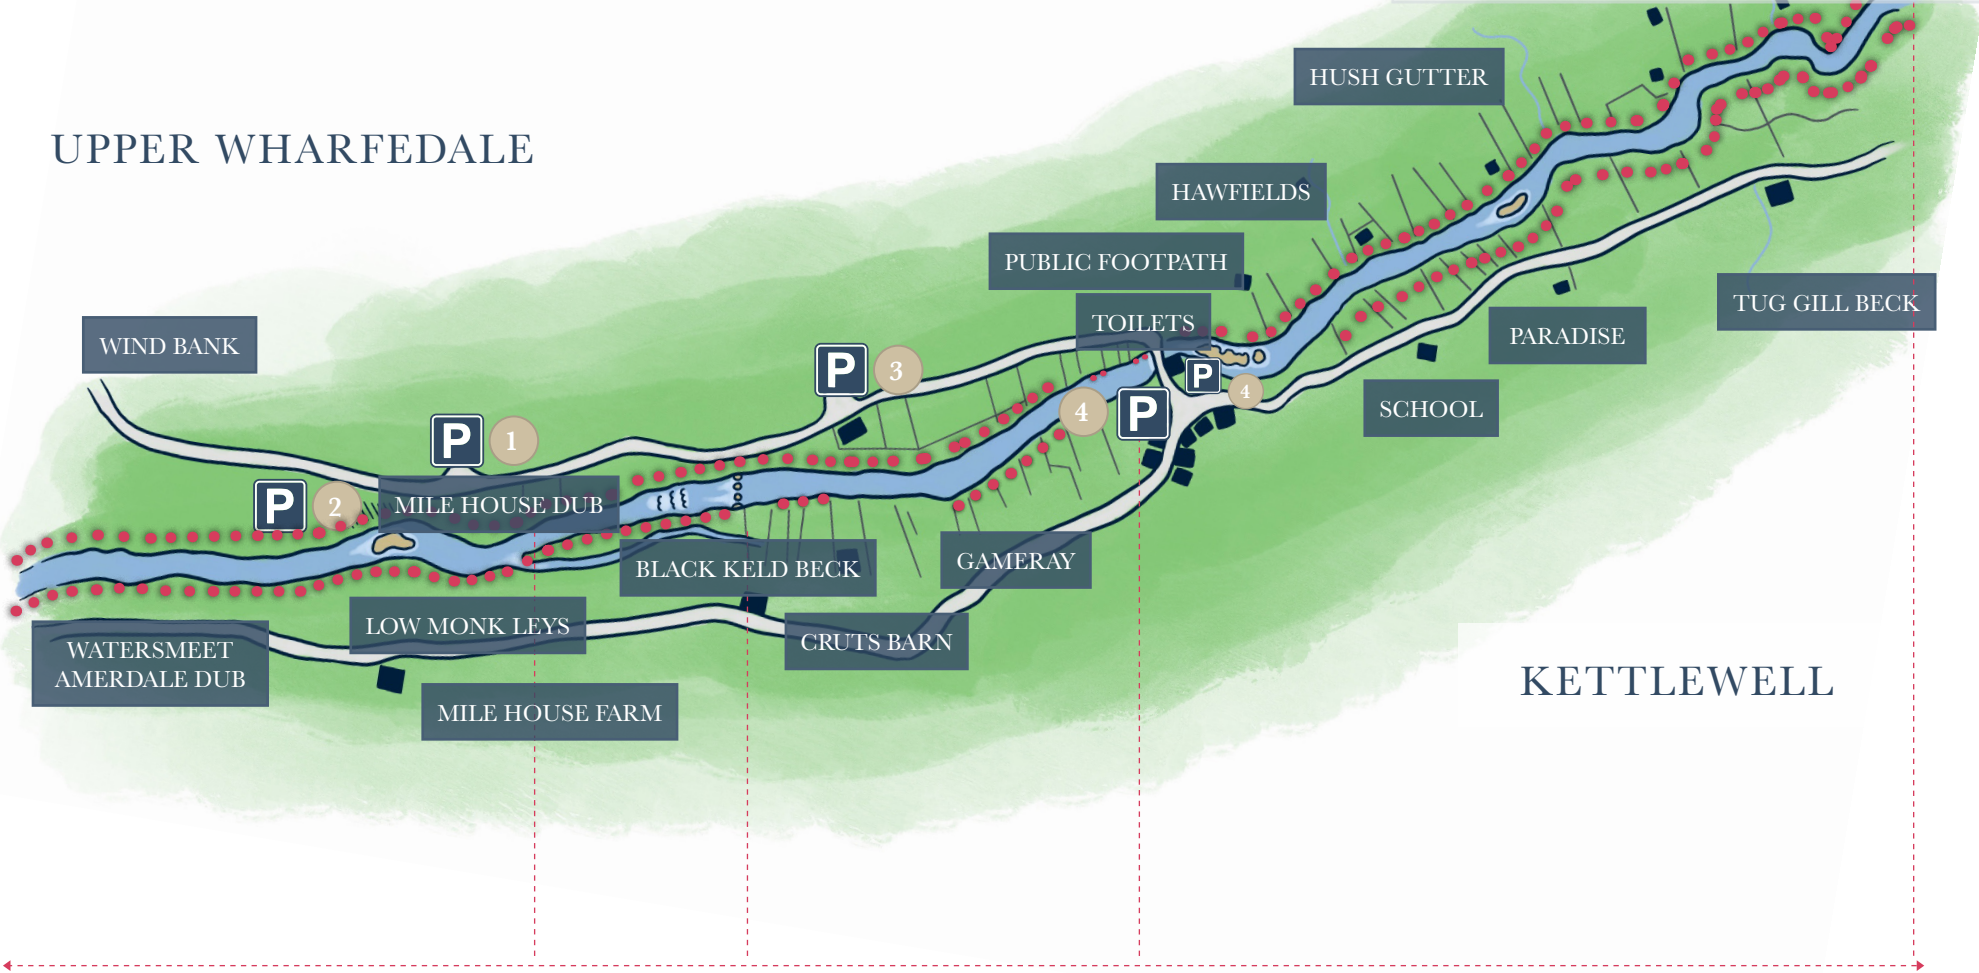 HUSH GUTTER
UPPER WHARFEDALE
HAWFIELDS
PUBLIC FOOTPATH
TUG GILL BECK
TOILETS
PARADISE
WIND BANK
P
3
P
4
SCHOOL
4
P
P
1
P
2
MILE HOUSE DUB
GAMERAY
BLACK KELD BECK
LOW MONK LEYS
CRUTS BARN
WATERSMEET
AMERDALE DUB
KETTLEWELL
MILE HOUSE FARM